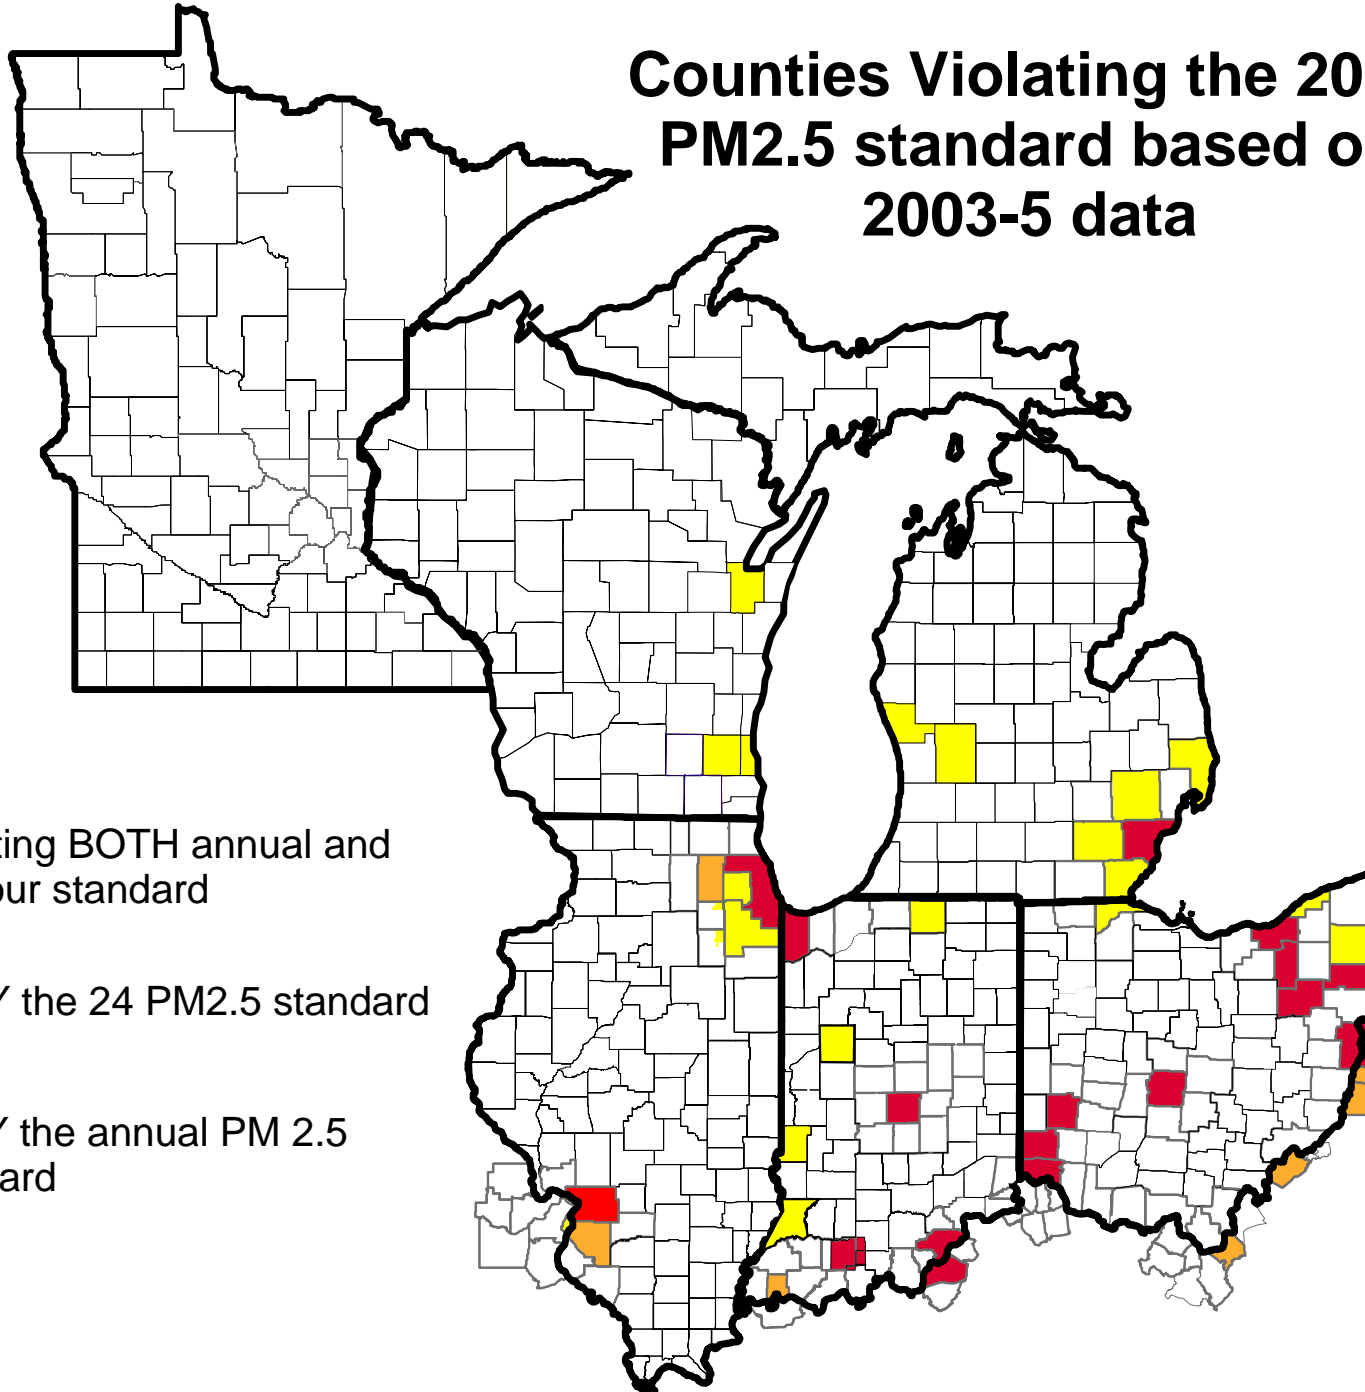 Counties Violating the 20
PM2.5 standard based o
2003-5 data
ting BOTH annual and
our standard
Y the 24 PM2.5 standard
Y the annual PM 2.5
ard